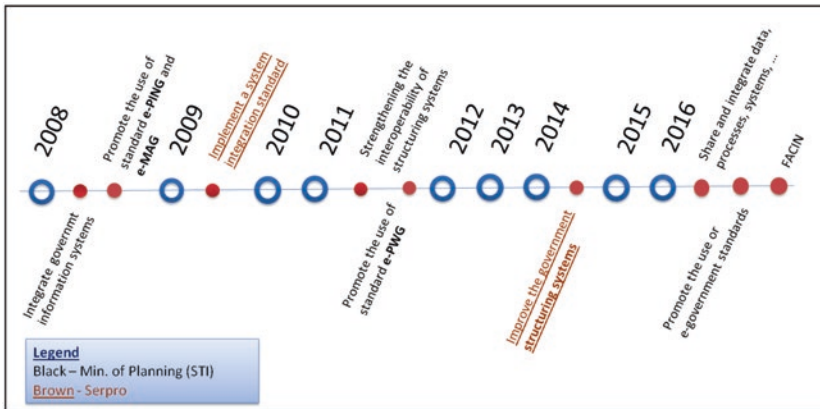 2008
Integrate governmt
information systems
Promote the use of
standard e-PING and
e-MAG
2009
Implement a system
integration standard
2010
2011
Strengthening the
interoperability of
structuring systems
Promote the use of
standard e-PWG
2012
2013
2014
Improve the government
structuring systems
2015
2016
Share and integrate data,
processes, systems, ...
Promote the use or
e-government standards
FACIN
Legend
Black – Min. of Planning (STI)
Brown - Serpro